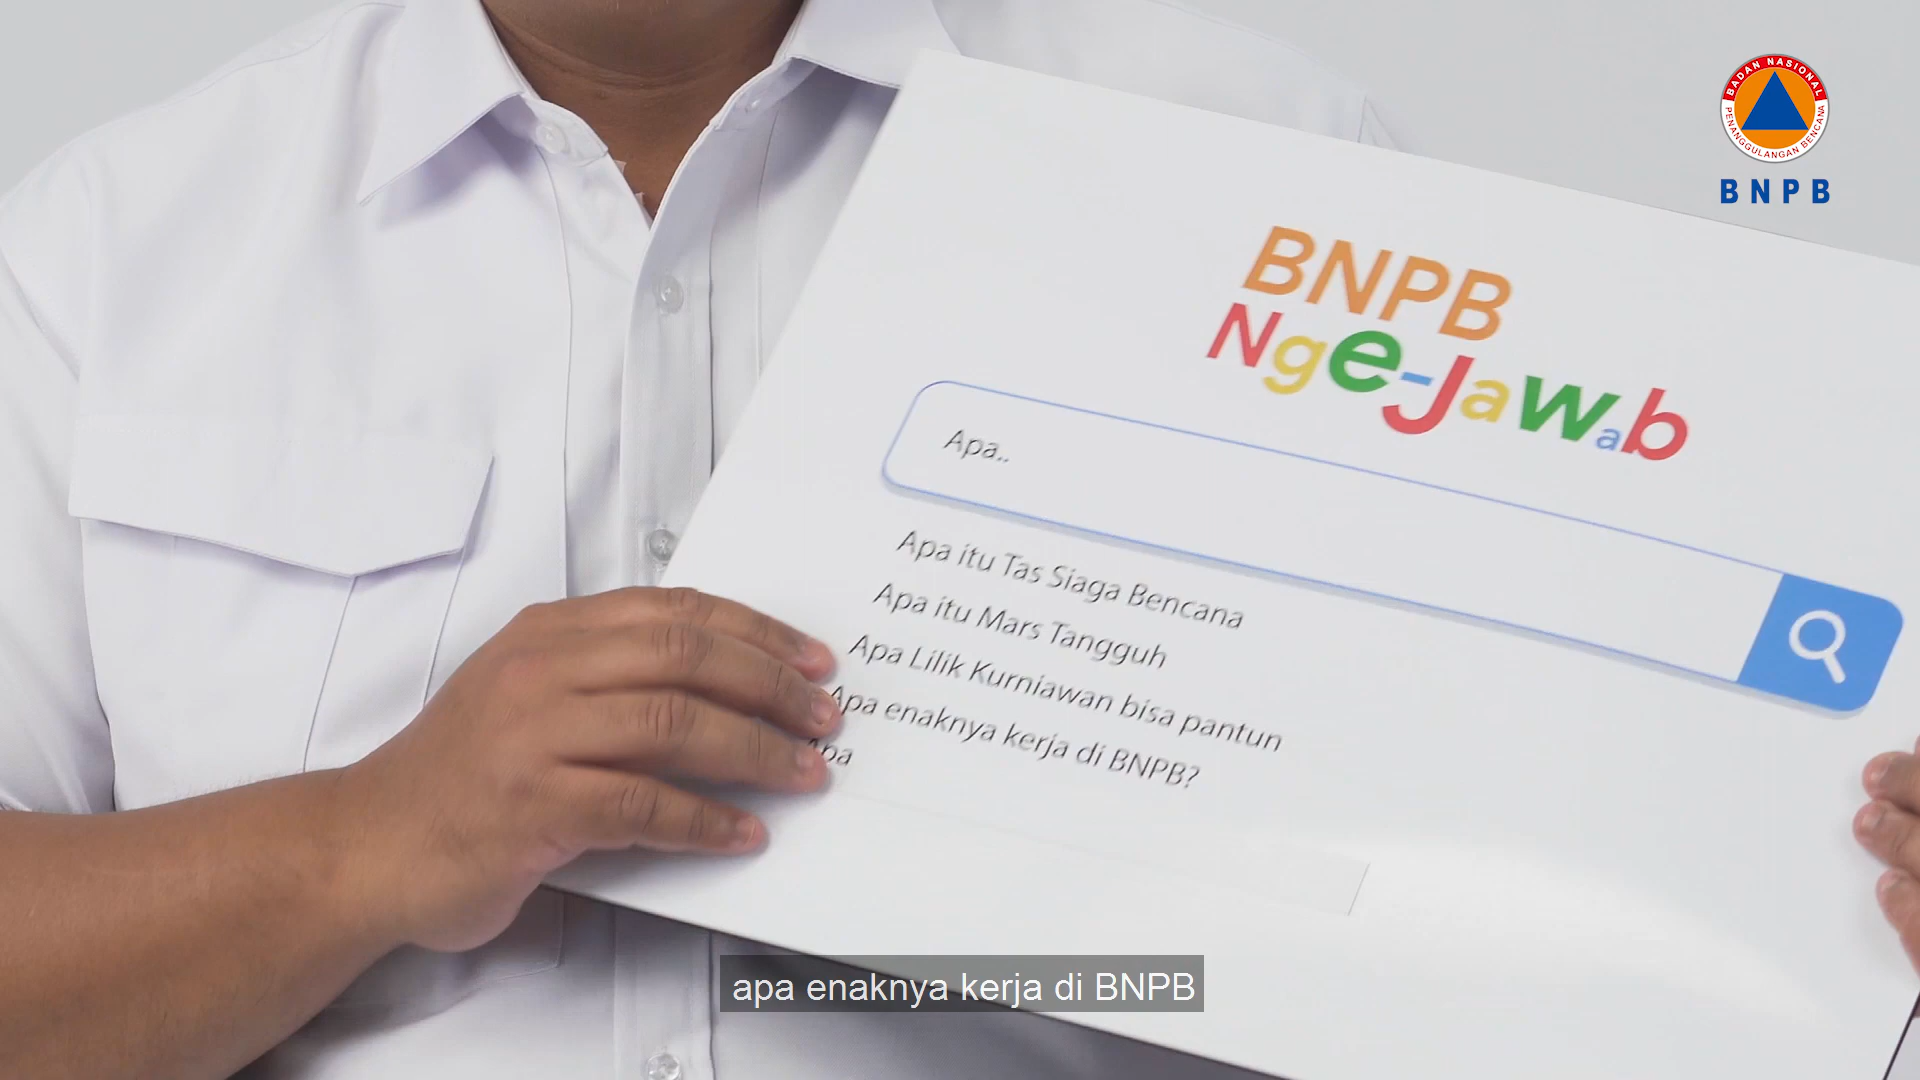 BADAN NASIONAL
PENANGGULANGAN BENCANA
BNPB
BNPB
Nge-Jawab
Apa..
Apa itu Tas Siaga Bencana
Apa itu Mars Tangguh
Apa Lilik Kurniawan bisa pantun
Apa enaknya kerja di BNPB?
Apa
apa enaknya kerja di BNPB